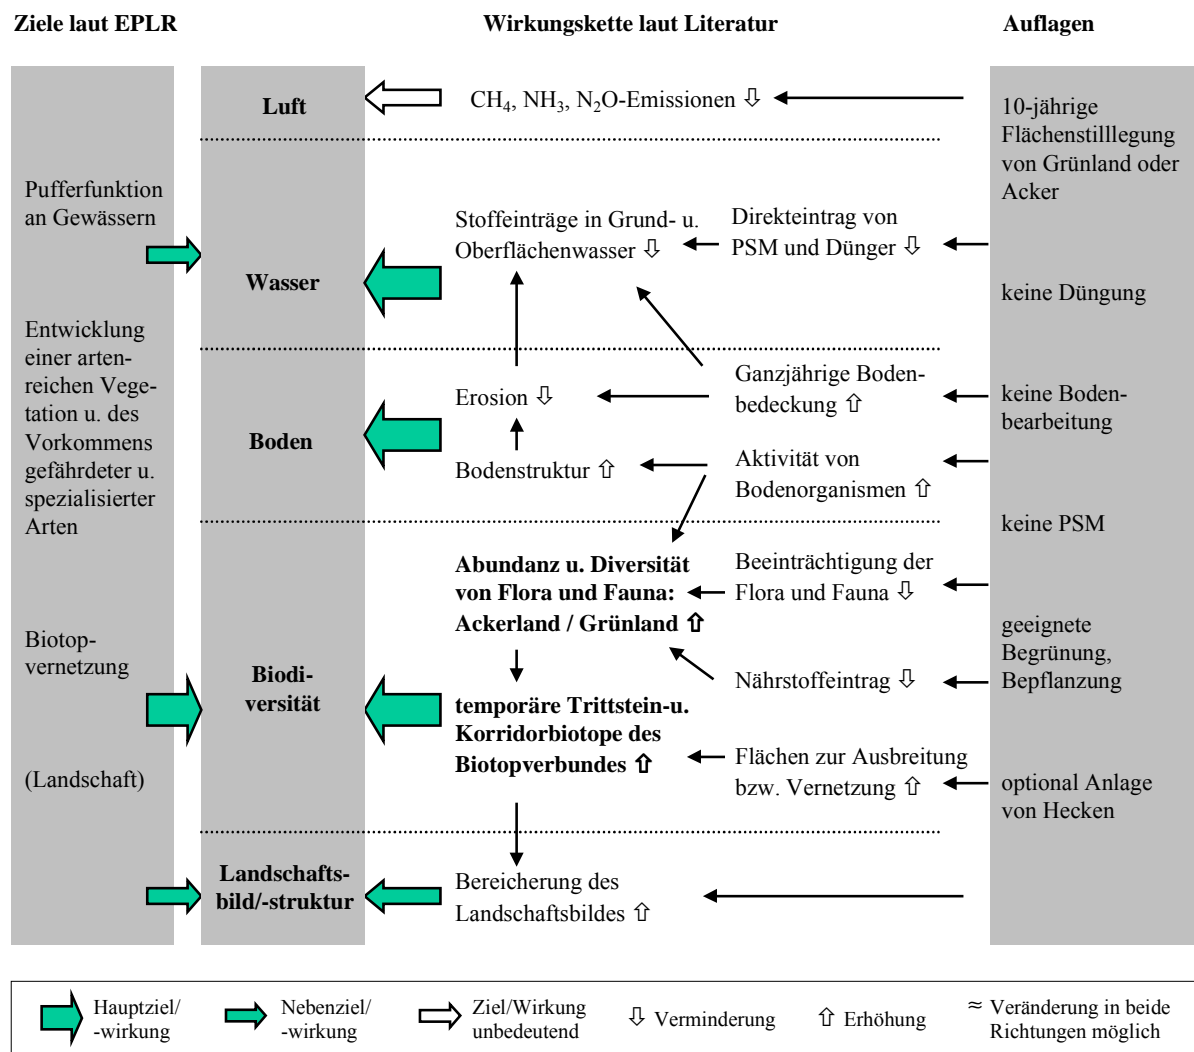 Ziele laut EPLR
Wirkungskette laut Literatur
Auflagen
Pufferfunktion
an Gewässern
Entwicklung
einer arten-
reichen Vege-
tation u. des
Vorkommens
gefährdeter u.
spezialisierter
Arten
Biotop-
vernetzung
(Landschaft)
Luft
Wasser
Boden
Biodi-
versität
Landschafts-
bild/-struktur
CH₄, NH₃, N₂O-Emissionen ⇩
Stoffeinträge in Grund- u.
Oberflächenwasser ⇩
Direkteintrag von
PSM und Dünger ⇩
Ganzjährige Boden-
bedeckung ⇧
Erosion ⇩
Bodenstruktur ⇧
Aktivität von
Bodenorganismen ⇧
Abundanz u. Diversität
von Flora und Fauna:
Ackerland / Grünland ⇧
Beeinträchtigung der
Flora und Fauna ⇩
Nährstoffeintrag ⇩
temporäre Trittstein-u.
Korridorbiotope des
Biotopverbundes ⇧
Flächen zur Ausbreitung
bzw. Vernetzung ⇧
Bereicherung des
Landschaftsbildes ⇧
10-jährige
Flächenstilllegung
von Grünland oder
Acker
keine Düngung
keine Boden-
bearbeitung
keine PSM
geeignete
Begrünung,
Bepflanzung
optional Anlage
von Hecken
Hauptziel/
-wirkung
Nebenziel/
-wirkung
Ziel/Wirkung
unbedeutend
⇩ Verminderung
⇧ Erhöhung
≈ Veränderung in beide
Richtungen möglich